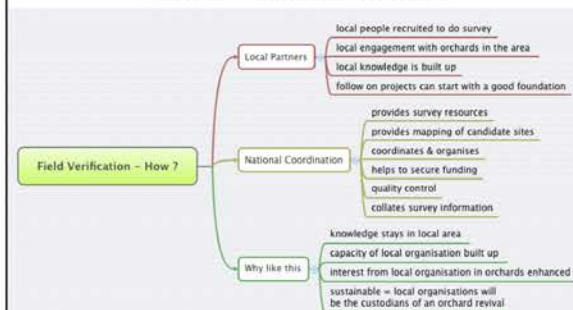 Field Verification - How ?
Local Partners
local people recruited to do survey
local engagement with orchards in the area
local knowledge is built up
follow on projects can start with a good foundation
National Coordination
provides survey resources
provides mapping of candidate sites
coordinates & organises
helps to secure funding
quality control
collates survey information
Why like this
knowledge stays in local area
capacity of local organisation built up
interest from local organisation in orchards enhanced
sustainable = local organisations will
be the custodians of an orchard revival